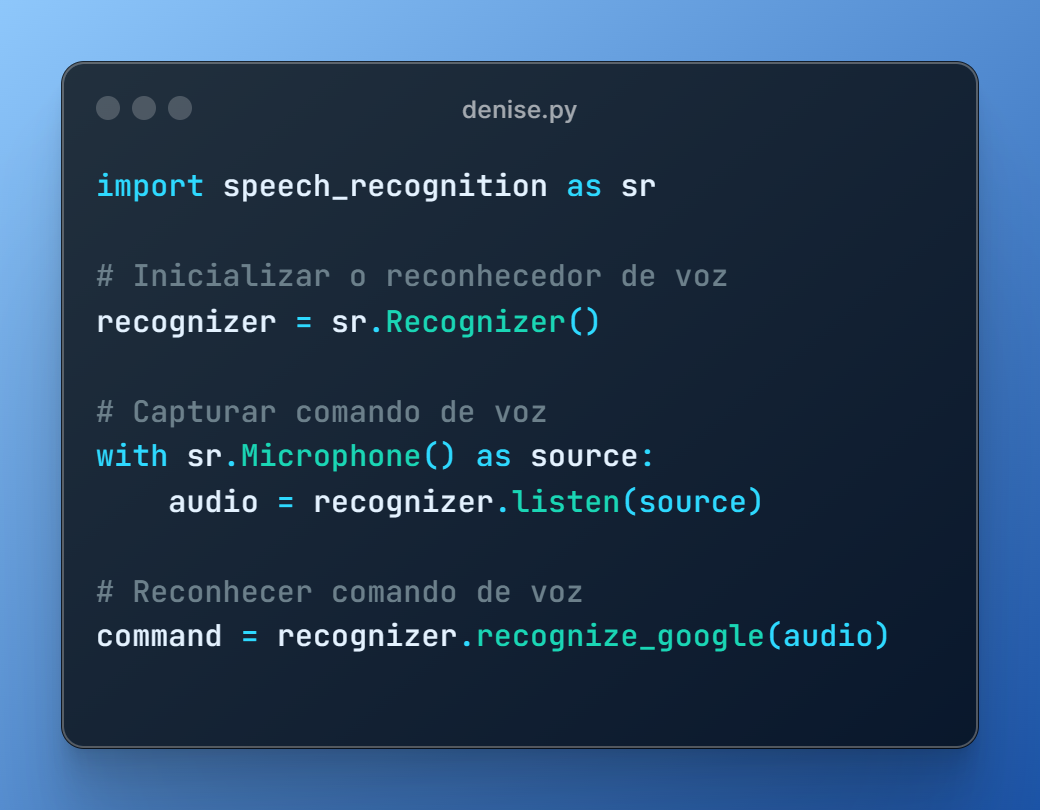 denise.py
import speech_recognition as sr
# Inicializar o reconhecedor de voz
recognizer = sr.Recognizer()
# Capturar comando de voz
with sr.Microphone() as source:
    audio = recognizer.listen(source)
# Reconhecer comando de voz
command = recognizer.recognize_google(audio)